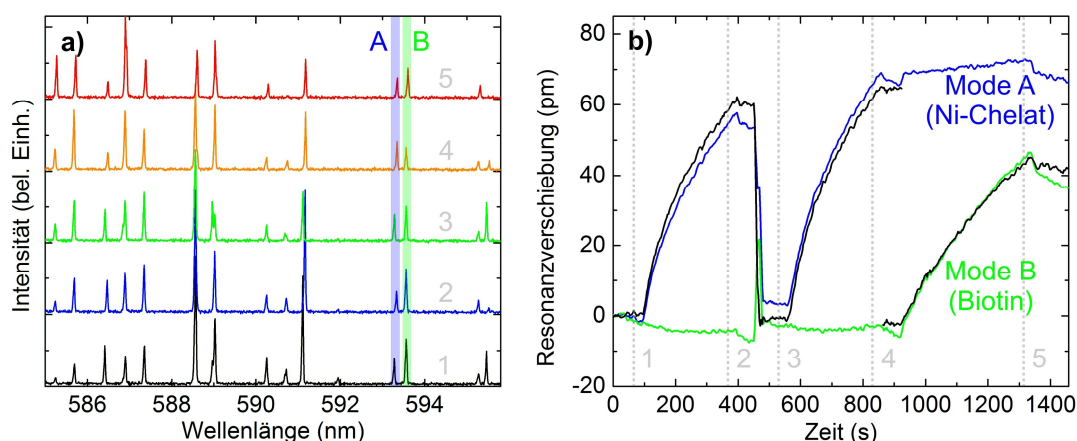 a)
A B
5
4
3
2
1
Intensität (bel. Einh.)
586 588 590 592 594
Wellenlänge (nm)
b)
80
60
40
20
0
-20
Resonanzverschiebung (pm)
Mode A
(Ni-Chelat)
Mode B
(Biotin)
1 2 3 4 5
0 200 400 600 800 1000 1200 1400
Zeit (s)